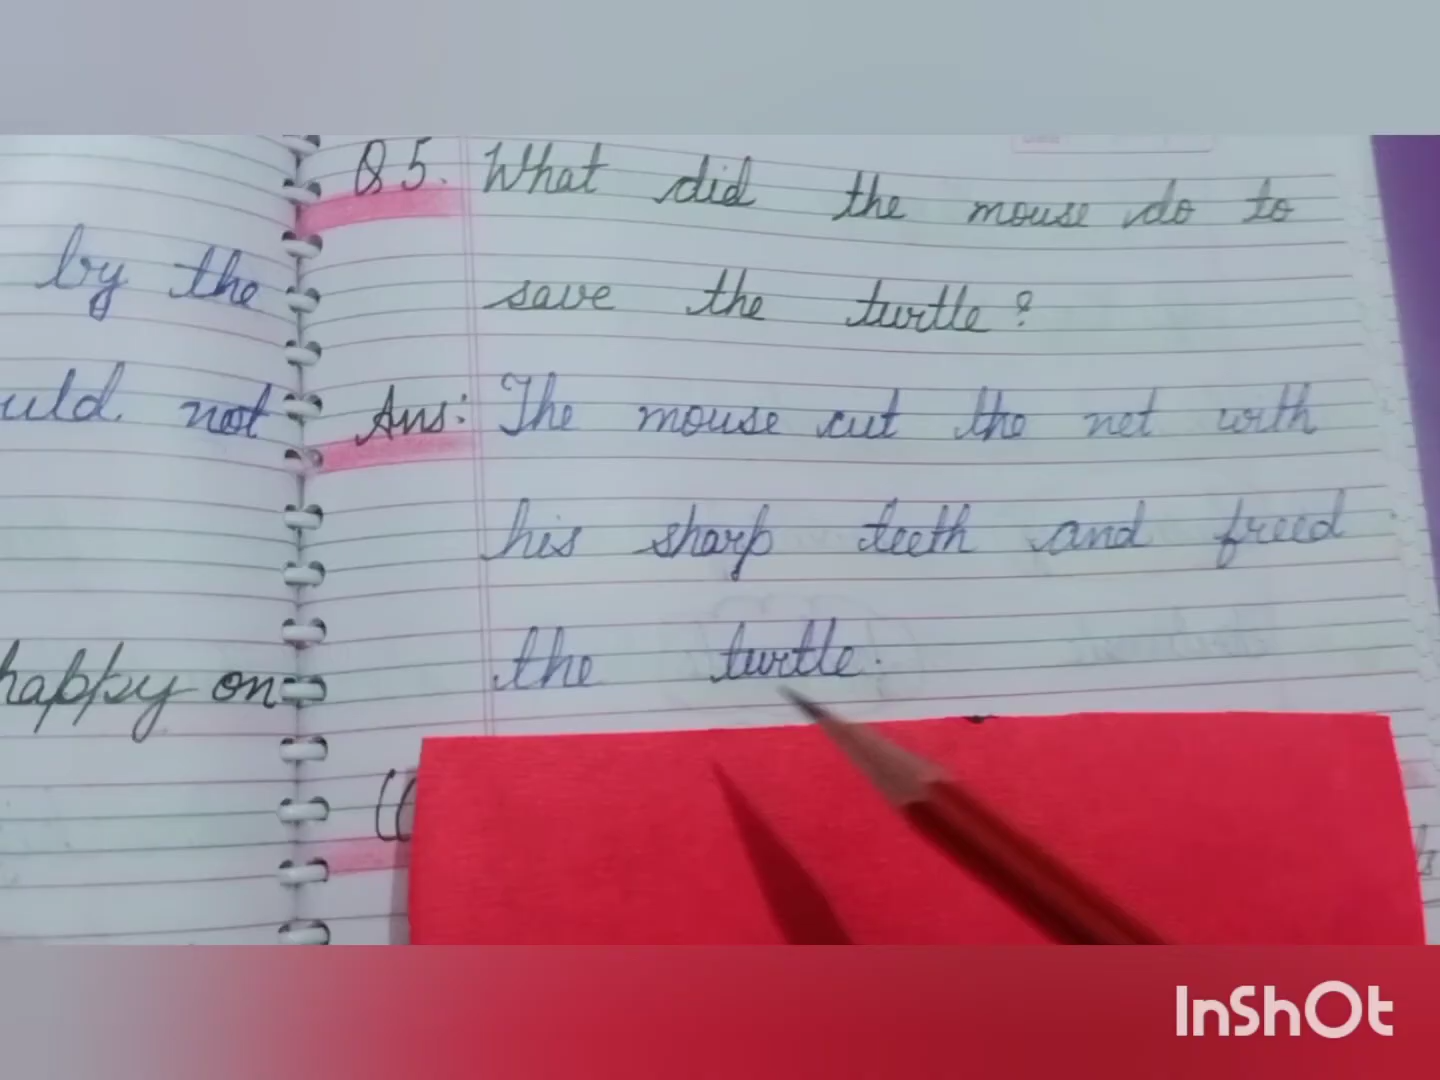 by the
uld not
happy on
Q5. What did the mouse do to
save the turtle?
Ans: The mouse cut the net with
his sharp teeth and freed
the turtle.
InShOt